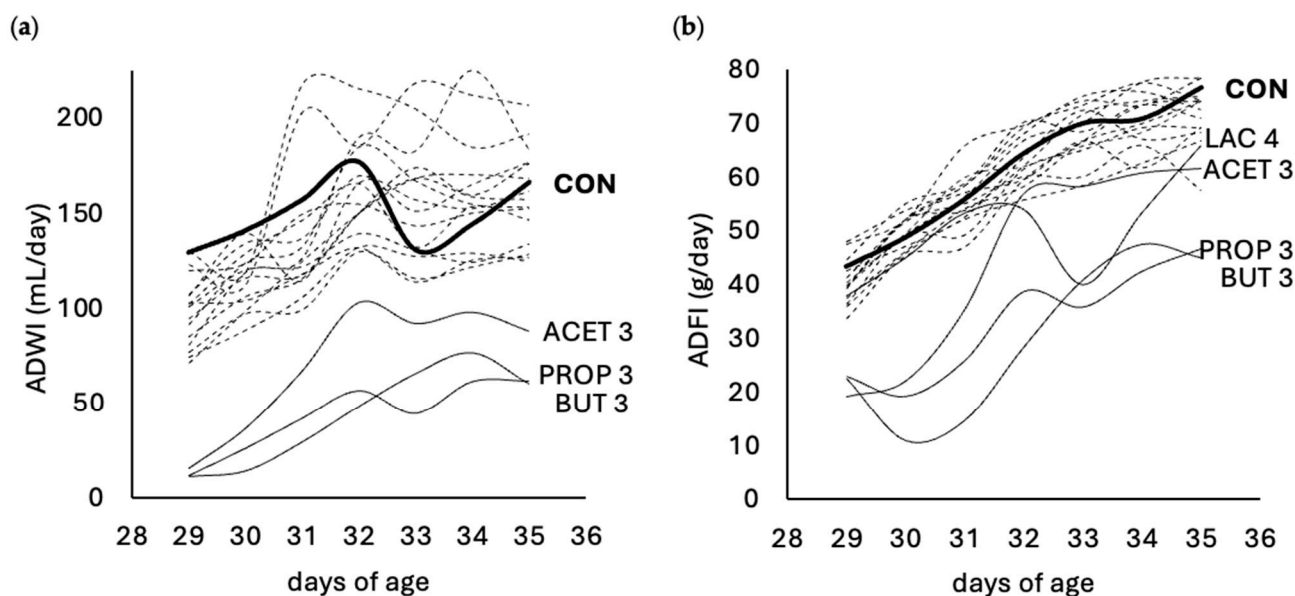 (a)
ADWI (mL/day)
200
150
100
50
0
28 29 30 31 32 33 34 35 36
days of age
CON
ACET 3
PROP 3
BUT 3
(b)
ADFI (g/day)
80
70
60
50
40
30
20
10
0
28 29 30 31 32 33 34 35 36
days of age
CON
LAC 4
ACET 3
PROP 3
BUT 3